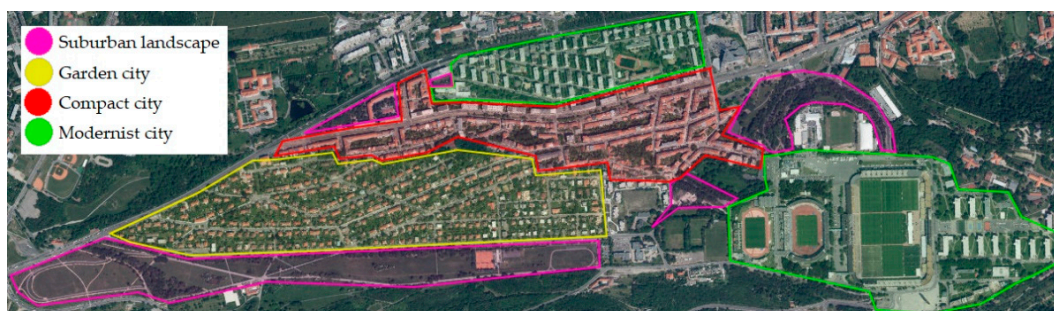 Suburban landscape
Garden city
Compact city
Modernist city